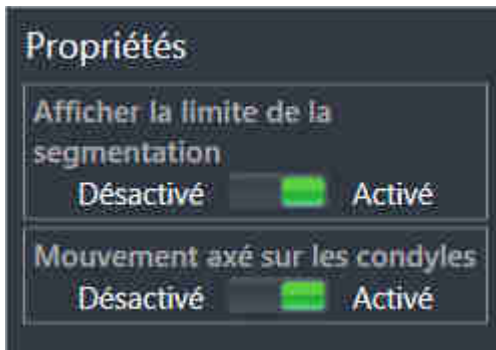 Propriétés
Afficher la limite de la
segmentation
Désactivé Activé
Mouvement axé sur les condyles
Désactivé Activé